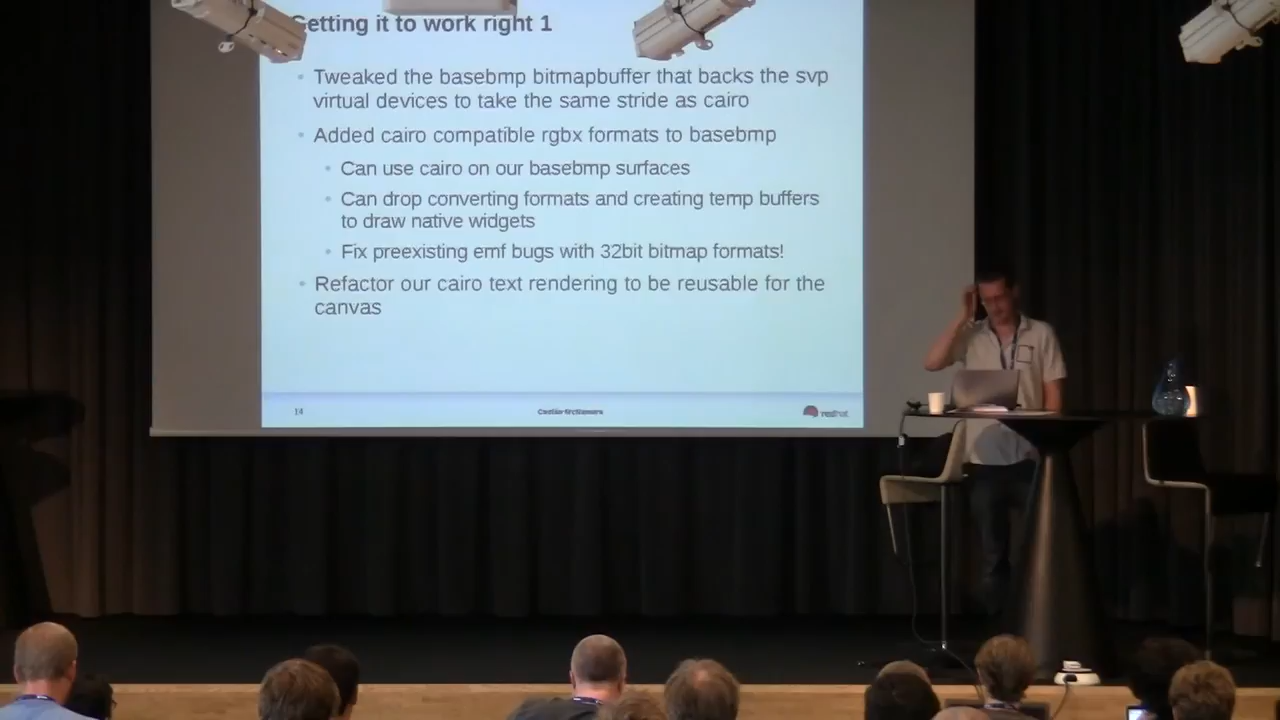 Getting it to work right 1
Tweaked the basebmp bitmapbuffer that backs the svp
virtual devices to take the same stride as cairo
Added cairo compatible rgbx formats to basebmp
Can use cairo on our basebmp surfaces
Can drop converting formats and creating temp buffers
to draw native widgets
Fix preexisting emf bugs with 32bit bitmap formats!
Refactor our cairo text rendering to be reusable for the
canvas
14
redhat